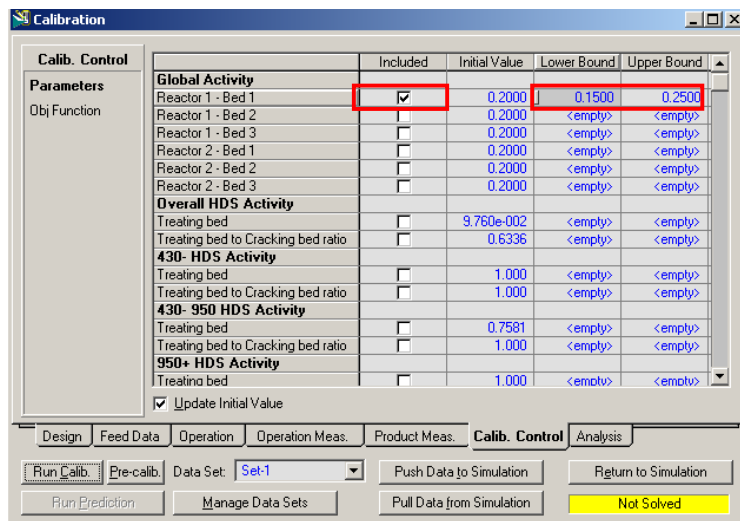 Calibration
Calib. Control
Parameters
Obj Function
Included Initial Value Lower Bound Upper Bound
Global Activity
Reactor 1 - Bed 1 0.2000 0.1500 0.2500
Reactor 1 - Bed 2 0.2000 <empty> <empty>
Reactor 1 - Bed 3 0.2000 <empty> <empty>
Reactor 2 - Bed 1 0.2000 <empty> <empty>
Reactor 2 - Bed 2 0.2000 <empty> <empty>
Reactor 2 - Bed 3 0.2000 <empty> <empty>
Overall HDS Activity
Treating bed 9.760e-002 <empty> <empty>
Treating bed to Cracking bed ratio 0.6336 <empty> <empty>
430- HDS Activity
Treating bed 1.000 <empty> <empty>
Treating bed to Cracking bed ratio 1.000 <empty> <empty>
430- 950 HDS Activity
Treating bed 0.7581 <empty> <empty>
Treating bed to Cracking bed ratio 1.000 <empty> <empty>
950+ HDS Activity
Treating bed 1.000 <empty> <empty>
Update Initial Value
Design Feed Data Operation Operation Meas. Product Meas. Calib. Control Analysis
Run Calib. Pre-calib. Data Set: Set-1 Push Data to Simulation Return to Simulation
Run Prediction Manage Data Sets Pull Data from Simulation Not Solved